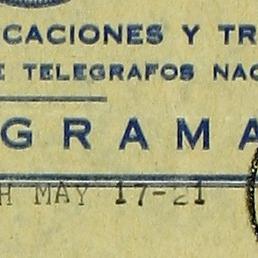 CACIONES Y TR
E TELEGRAFOS NAC
GRAMA
H MAY 17-21